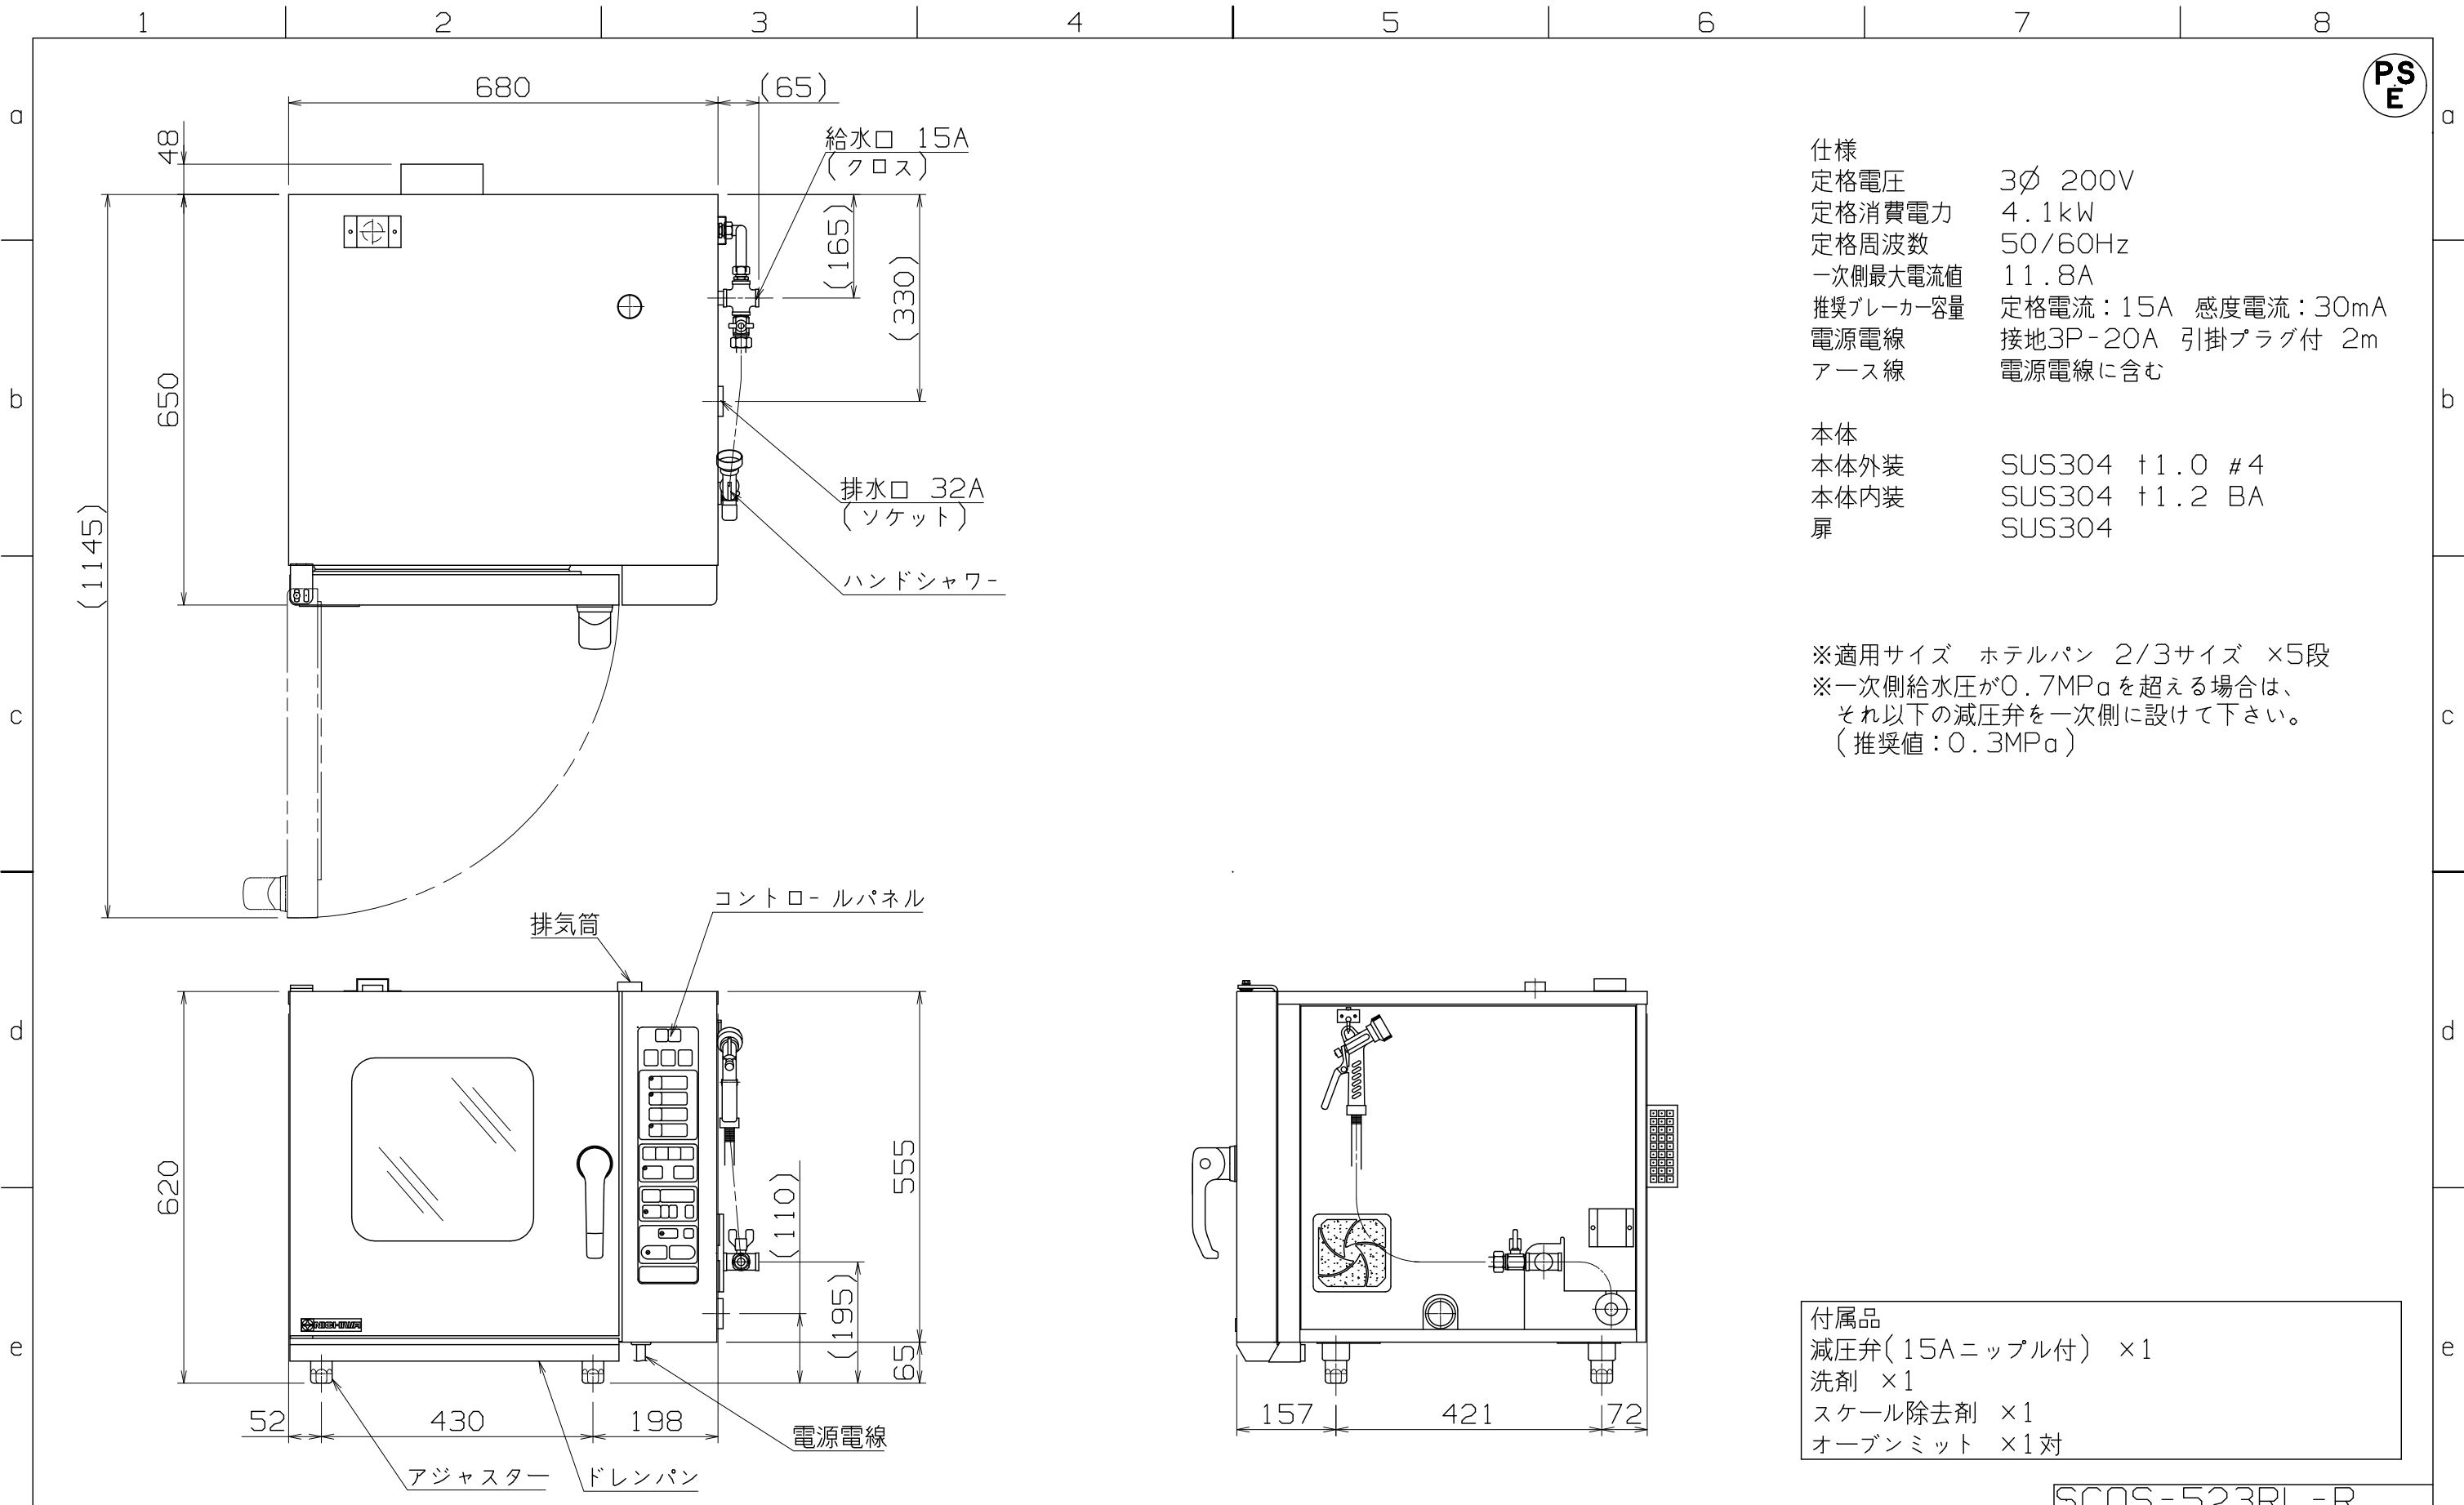 1 2 3 4 5 6 7 8
PS
E
a
a
680
(65)
48
給水口 15A
(クロス)
(165)
(330)
650
(1145)
排水口 32A
(ソケット)
ハンドシャワー
仕様
定格電圧 3Ø 200V
定格消費電力 4.1kW
定格周波数 50/60Hz
一次側最大電流値 11.8A
推奨ブレーカー容量 定格電流：15A 感度電流：30mA
電源電線 接地3P-20A 引掛プラグ付 2m
アース線 電源電線に含む
b
b
本体
本体外装 SUS304 t1.0 #4
本体内装 SUS304 t1.2 BA
扉 SUS304
※適用サイズ ホテルパン 2/3サイズ ×5段
※一次側給水圧が0.7MPaを超える場合は、
それ以下の減圧弁を一次側に設けて下さい。
(推奨値：0.3MPa)
c
c
コントロールパネル
排気筒
d
d
620
555
(110)
(195)
65
NICHIWA
52
430
198
電源電線
アジャスター
ドレンパン
157
421
72
e
e
付属品
減圧弁(15Aニップル付) ×1
洗剤 ×1
スケール除去剤 ×1
オーブンミット ×1対
SCOS-523RL-R